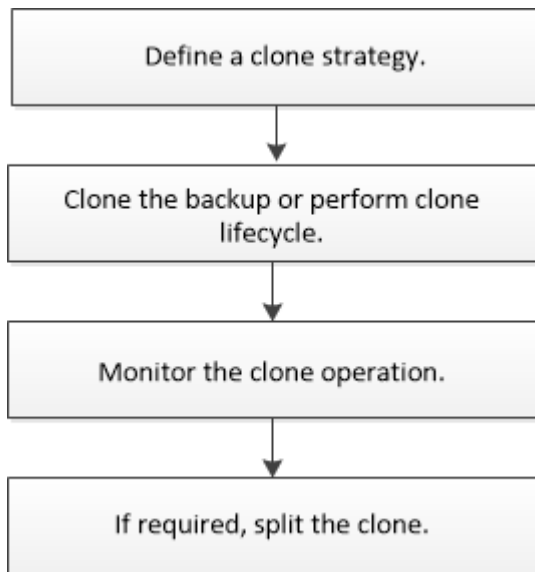 Define a clone strategy.
Clone the backup or perform clone
lifecycle.
Monitor the clone operation.
If required, split the clone.